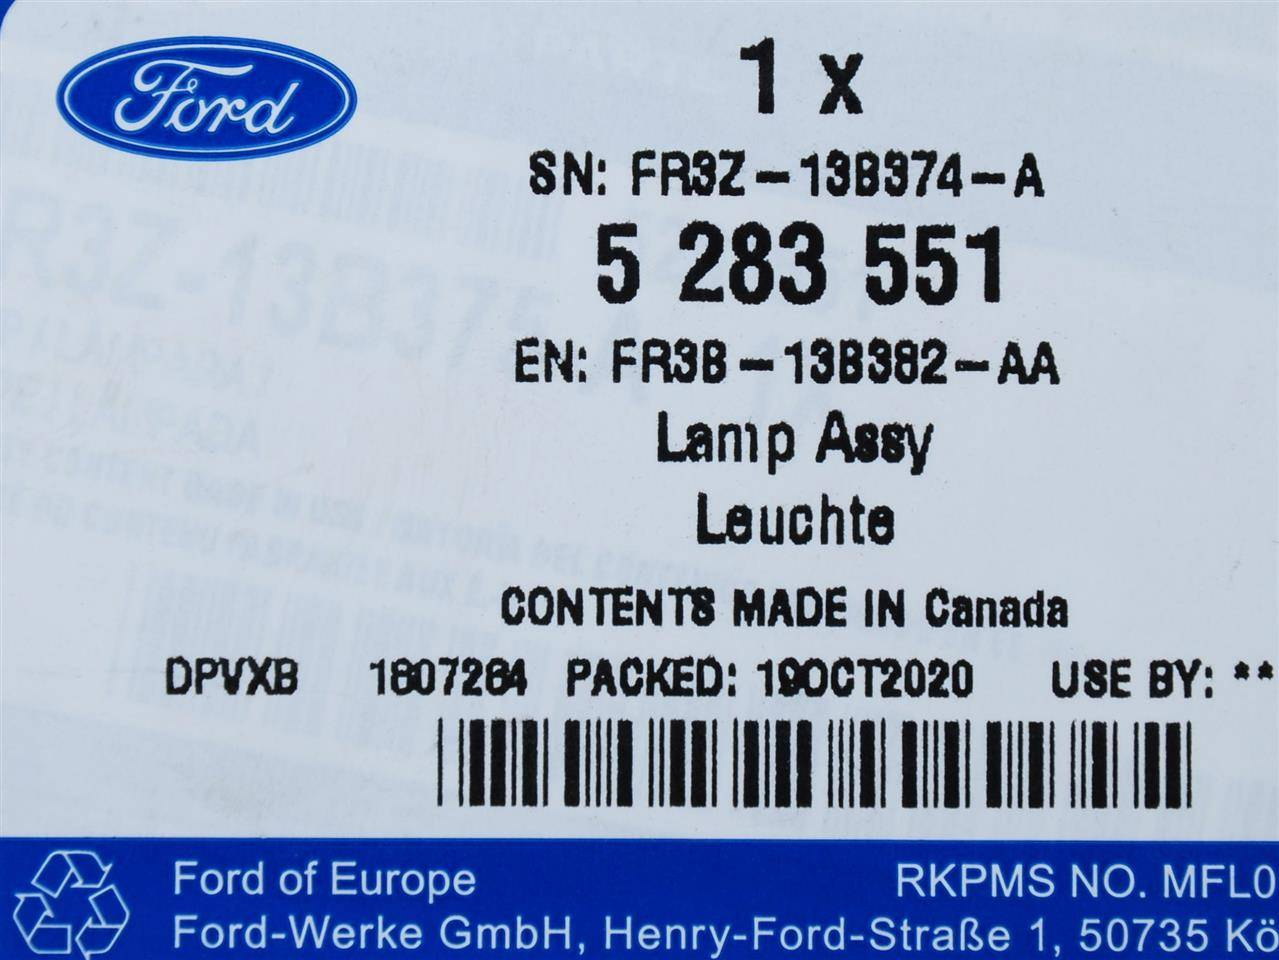 Ford
1 x
SN: FR3Z-13B374-A
5 283 551
EN: FR3B-13B382-AA
Lamp Assy
Leuchte
CONTENTS MADE IN Canada
DPVXB 1607264 PACKED: 19OCT2020 USE BY: **
Ford of Europe RKPMS NO. MFL0
Ford-Werke GmbH, Henry-Ford-Straße 1, 50735 Kö